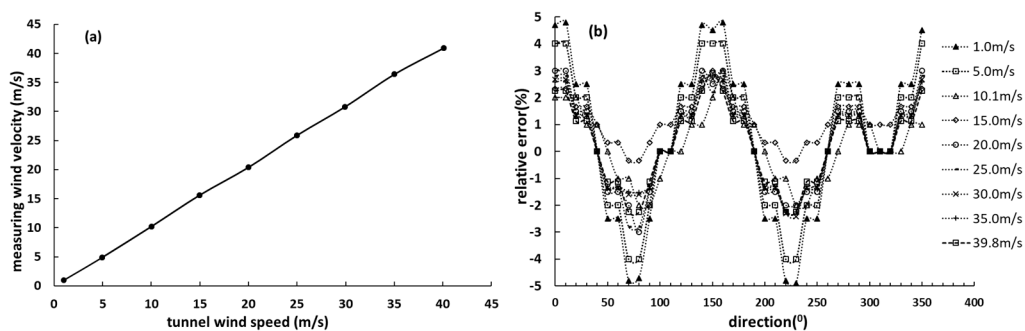 (a)
measuring wind velocity (m/s)
45
40
35
30
25
20
15
10
5
0
0 5 10 15 20 25 30 35 40 45
tunnel wind speed (m/s)
(b)
relative error(%)
5
4
3
2
1
0
-1
-2
-3
-4
-5
0 50 100 150 200 250 300 350 400
direction(⁰)
1.0m/s
5.0m/s
10.1m/s
15.0m/s
20.0m/s
25.0m/s
30.0m/s
35.0m/s
39.8m/s